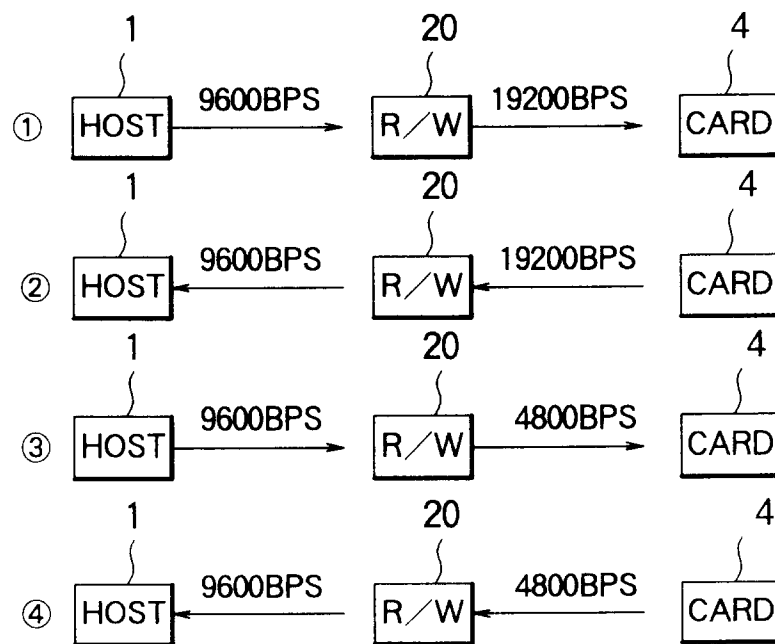 1 20 4
9600BPS 19200BPS
① HOST R/W CARD
1 20 4
9600BPS 19200BPS
② HOST R/W CARD
1 20 4
9600BPS 4800BPS
③ HOST R/W CARD
1 20 4
9600BPS 4800BPS
④ HOST R/W CARD